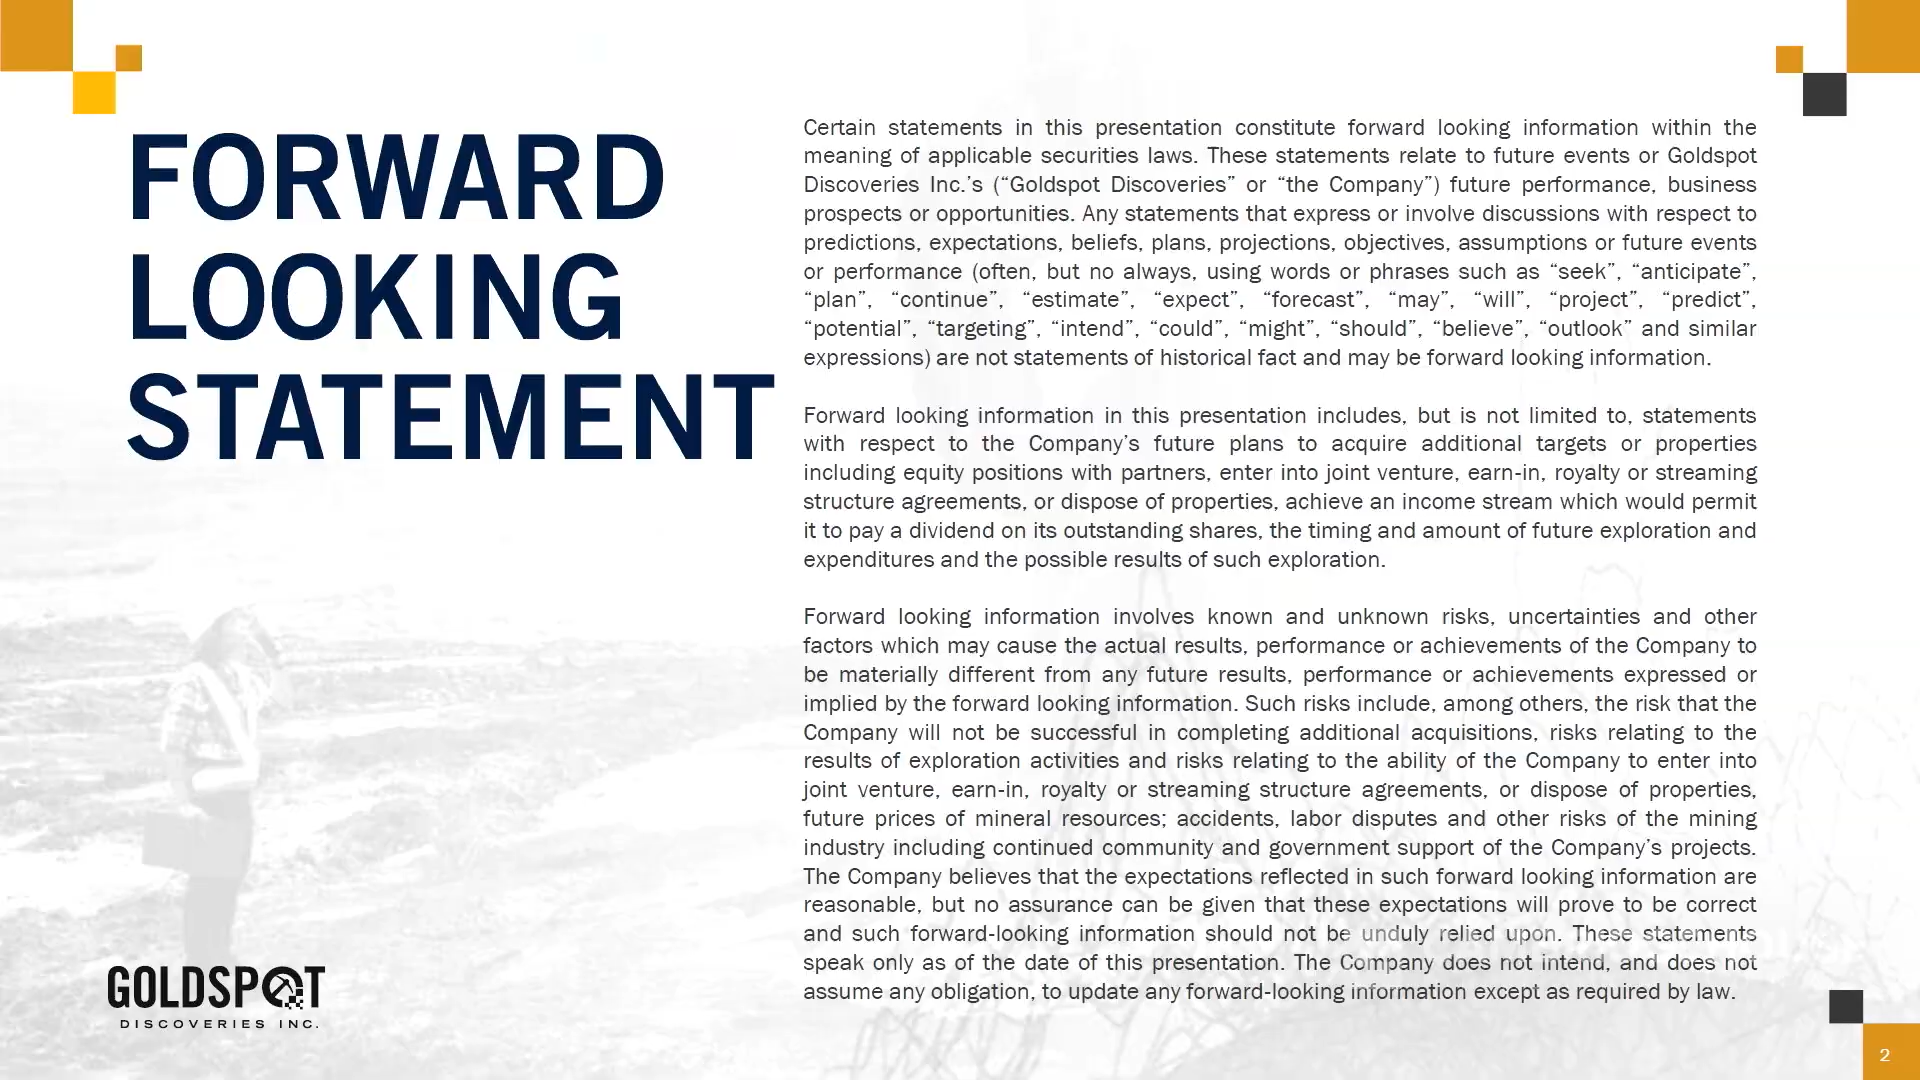 FORWARD
LOOKING
STATEMENT
Certain statements in this presentation constitute forward looking information within the
meaning of applicable securities laws. These statements relate to future events or Goldspot
Discoveries Inc.’s (“Goldspot Discoveries” or “the Company”) future performance, business
prospects or opportunities. Any statements that express or involve discussions with respect to
predictions, expectations, beliefs, plans, projections, objectives, assumptions or future events
or performance (often, but no always, using words or phrases such as “seek”, “anticipate”,
“plan”, “continue”, “estimate”, “expect”, “forecast”, “may”, “will”, “project”, “predict”,
“potential”, “targeting”, “intend”, “could”, “might”, “should”, “believe”, “outlook” and similar
expressions) are not statements of historical fact and may be forward looking information.
Forward looking information in this presentation includes, but is not limited to, statements
with respect to the Company’s future plans to acquire additional targets or properties
including equity positions with partners, enter into joint venture, earn-in, royalty or streaming
structure agreements, or dispose of properties, achieve an income stream which would permit
it to pay a dividend on its outstanding shares, the timing and amount of future exploration and
expenditures and the possible results of such exploration.
Forward looking information involves known and unknown risks, uncertainties and other
factors which may cause the actual results, performance or achievements of the Company to
be materially different from any future results, performance or achievements expressed or
implied by the forward looking information. Such risks include, among others, the risk that the
Company will not be successful in completing additional acquisitions, risks relating to the
results of exploration activities and risks relating to the ability of the Company to enter into
joint venture, earn-in, royalty or streaming structure agreements, or dispose of properties,
future prices of mineral resources; accidents, labor disputes and other risks of the mining
industry including continued community and government support of the Company’s projects.
The Company believes that the expectations reflected in such forward looking information are
reasonable, but no assurance can be given that these expectations will prove to be correct
and such forward-looking information should not be unduly relied upon. These statements
speak only as of the date of this presentation. The Company does not intend, and does not
assume any obligation, to update any forward-looking information except as required by law.
GOLDSPOT
DISCOVERIES INC.
2